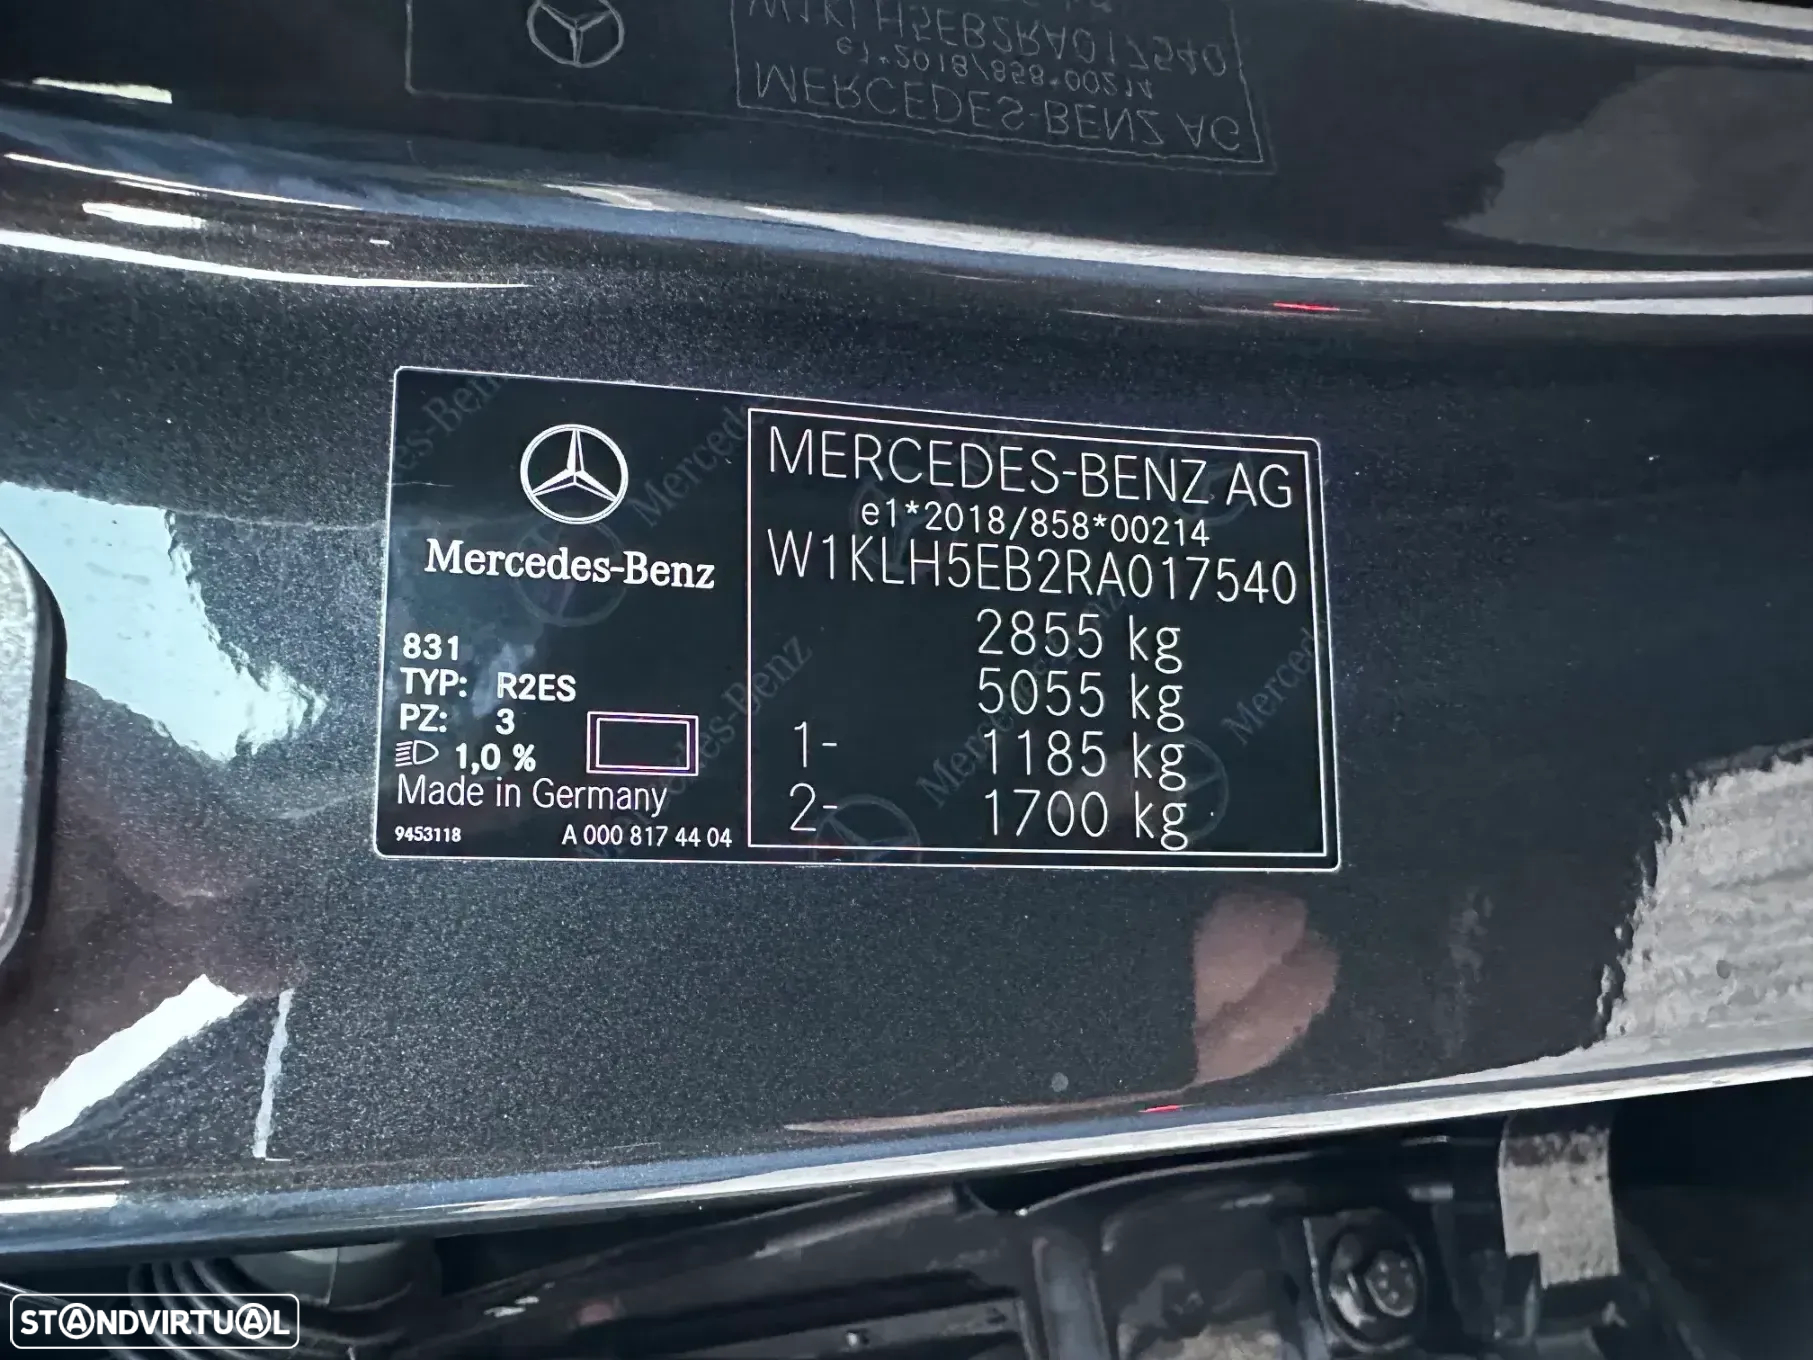 W1KLH5EB2RA017540
e1*2018/858*00214
MERCEDES-BENZ AG
Mercedes-Benz
831
TYP: R2ES
PZ: 3
1,0 %
Made in Germany
9453118 A 000 817 44 04
MERCEDES-BENZ AG
e1*2018/858*00214
W1KLH5EB2RA017540
2855 kg
5055 kg
1- 1185 kg
2- 1700 kg
STANDVIRTUAL